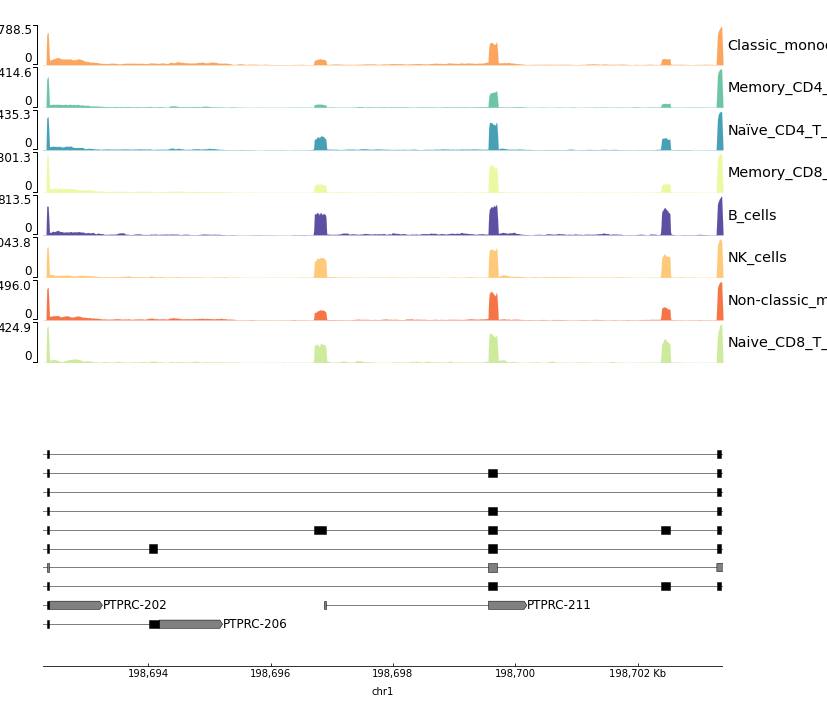 788.5
0
Classic_mono
414.6
0
Memory_CD4_
435.3
0
Naïve_CD4_T_
301.3
0
Memory_CD8_
813.5
0
B_cells
043.8
0
NK_cells
496.0
0
Non-classic_m
424.9
0
Naive_CD8_T_
PTPRC-202
PTPRC-211
PTPRC-206
198,694 198,696 198,698 198,700 198,702 Kb
chr1